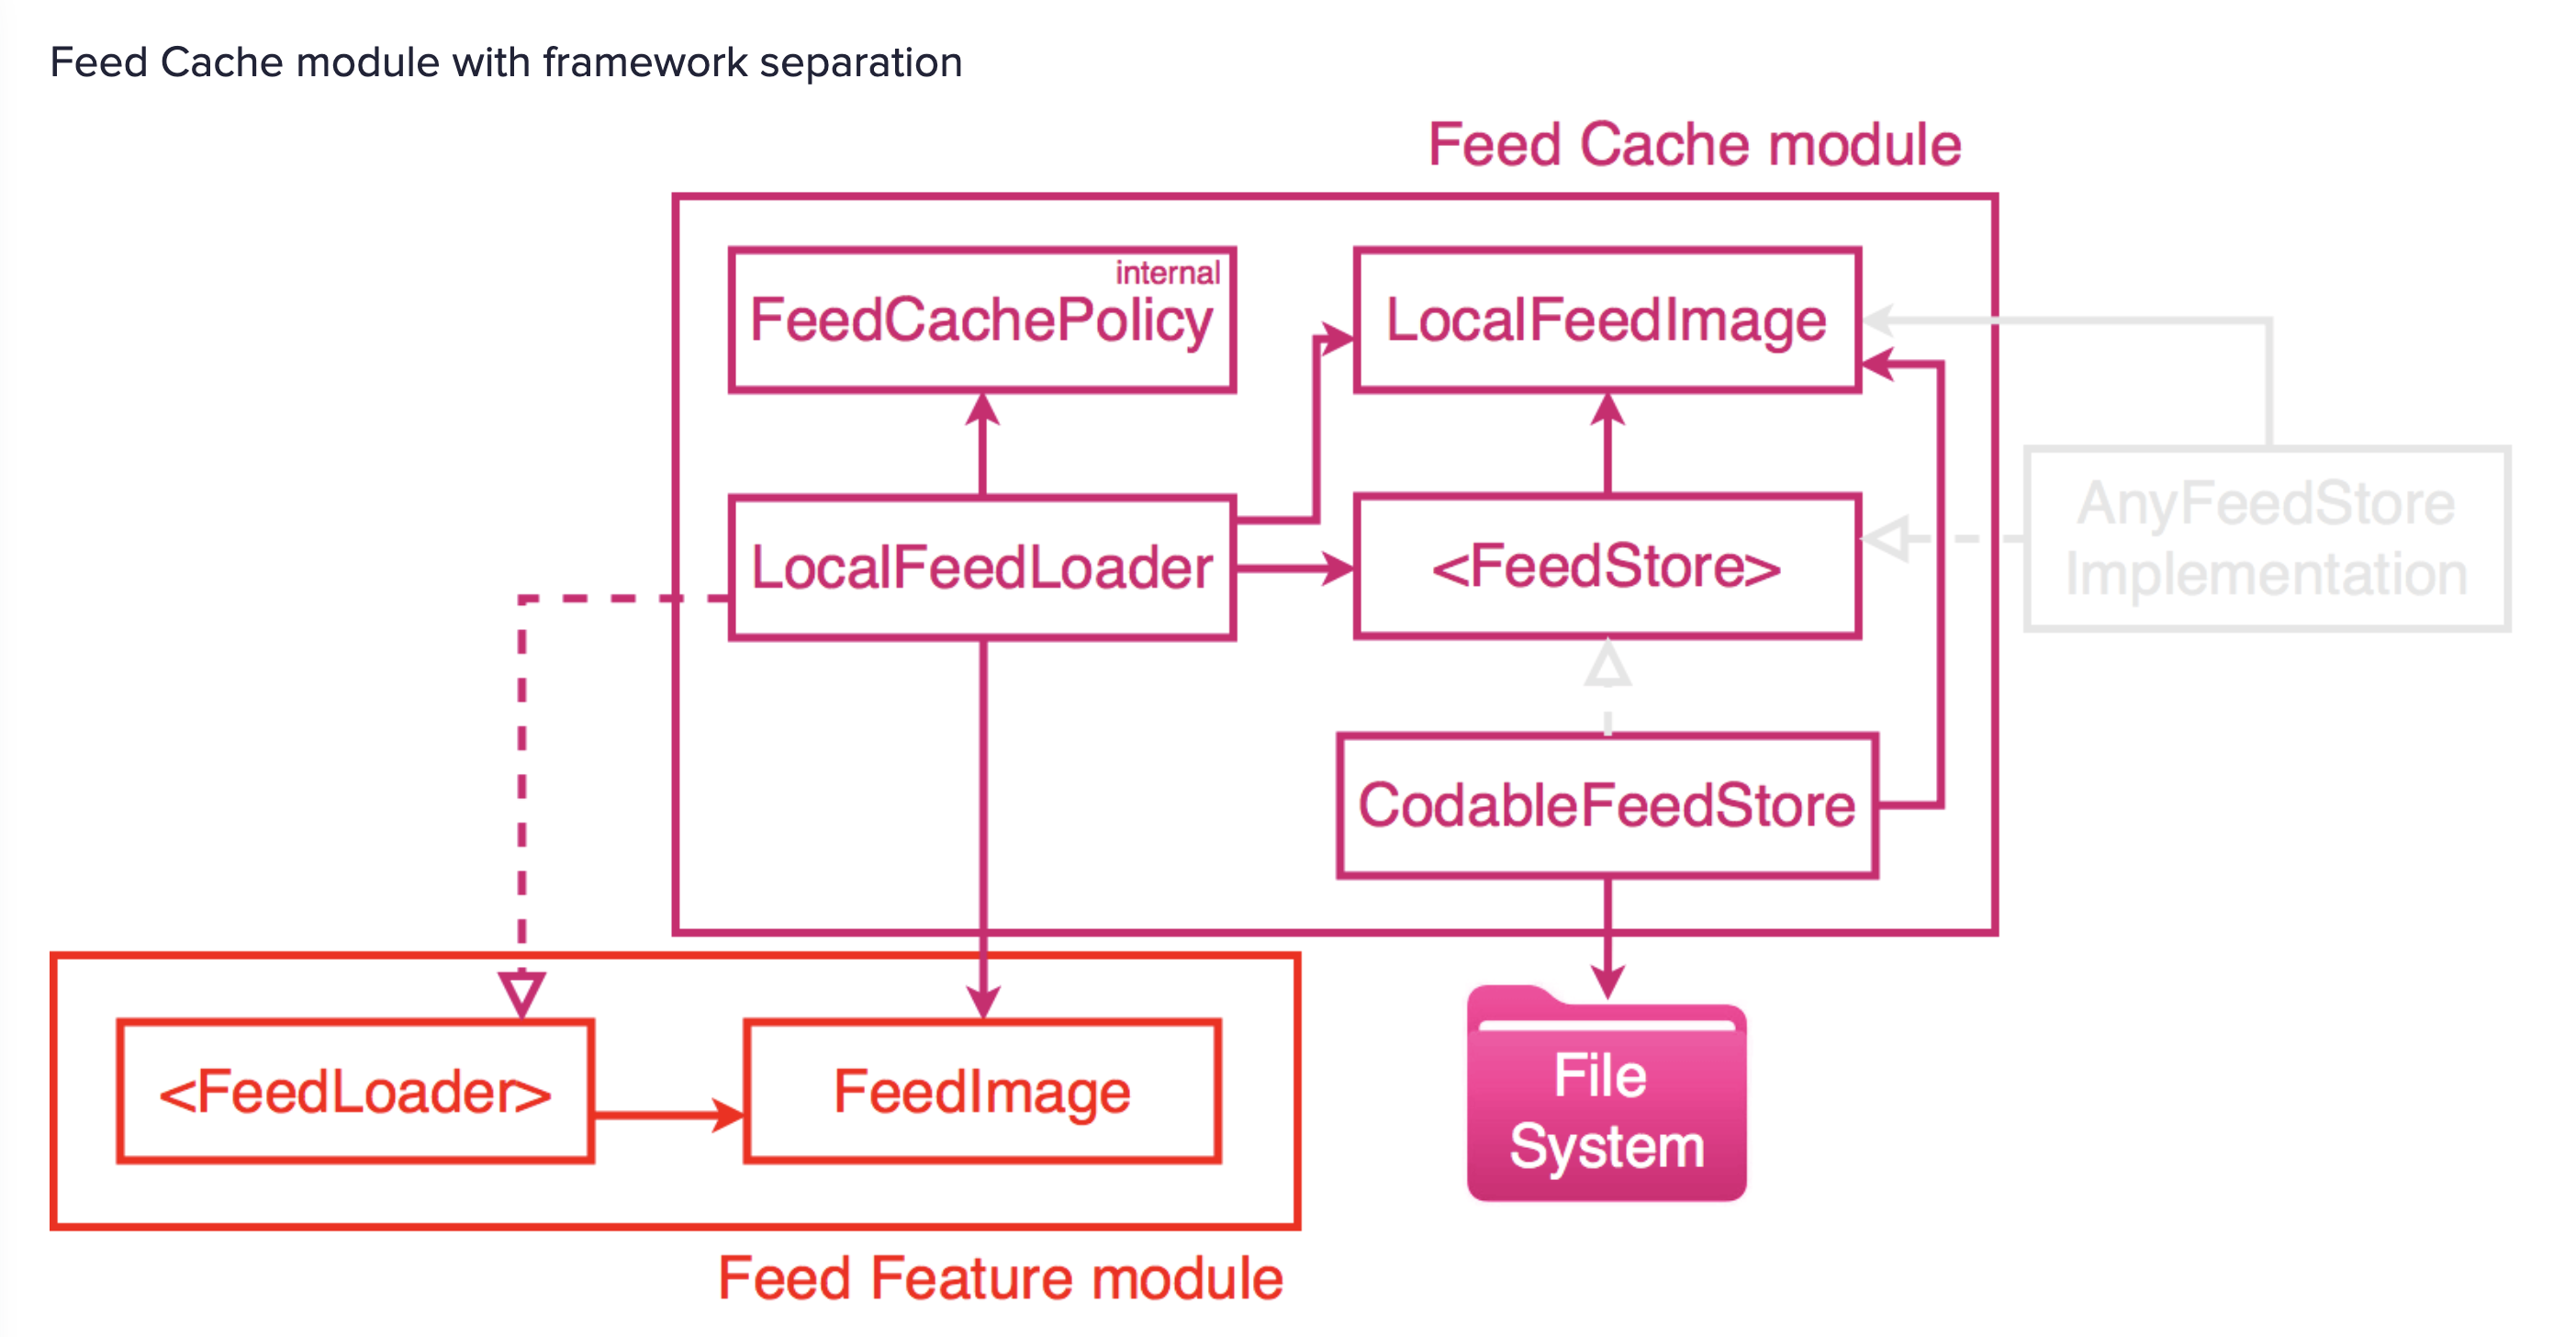 Feed Cache module with framework separation
Feed Cache module
internal
FeedCachePolicy
LocalFeedImage
LocalFeedLoader
<FeedStore>
AnyFeedStore
Implementation
CodableFeedStore
<FeedLoader>
FeedImage
File
System
Feed Feature module